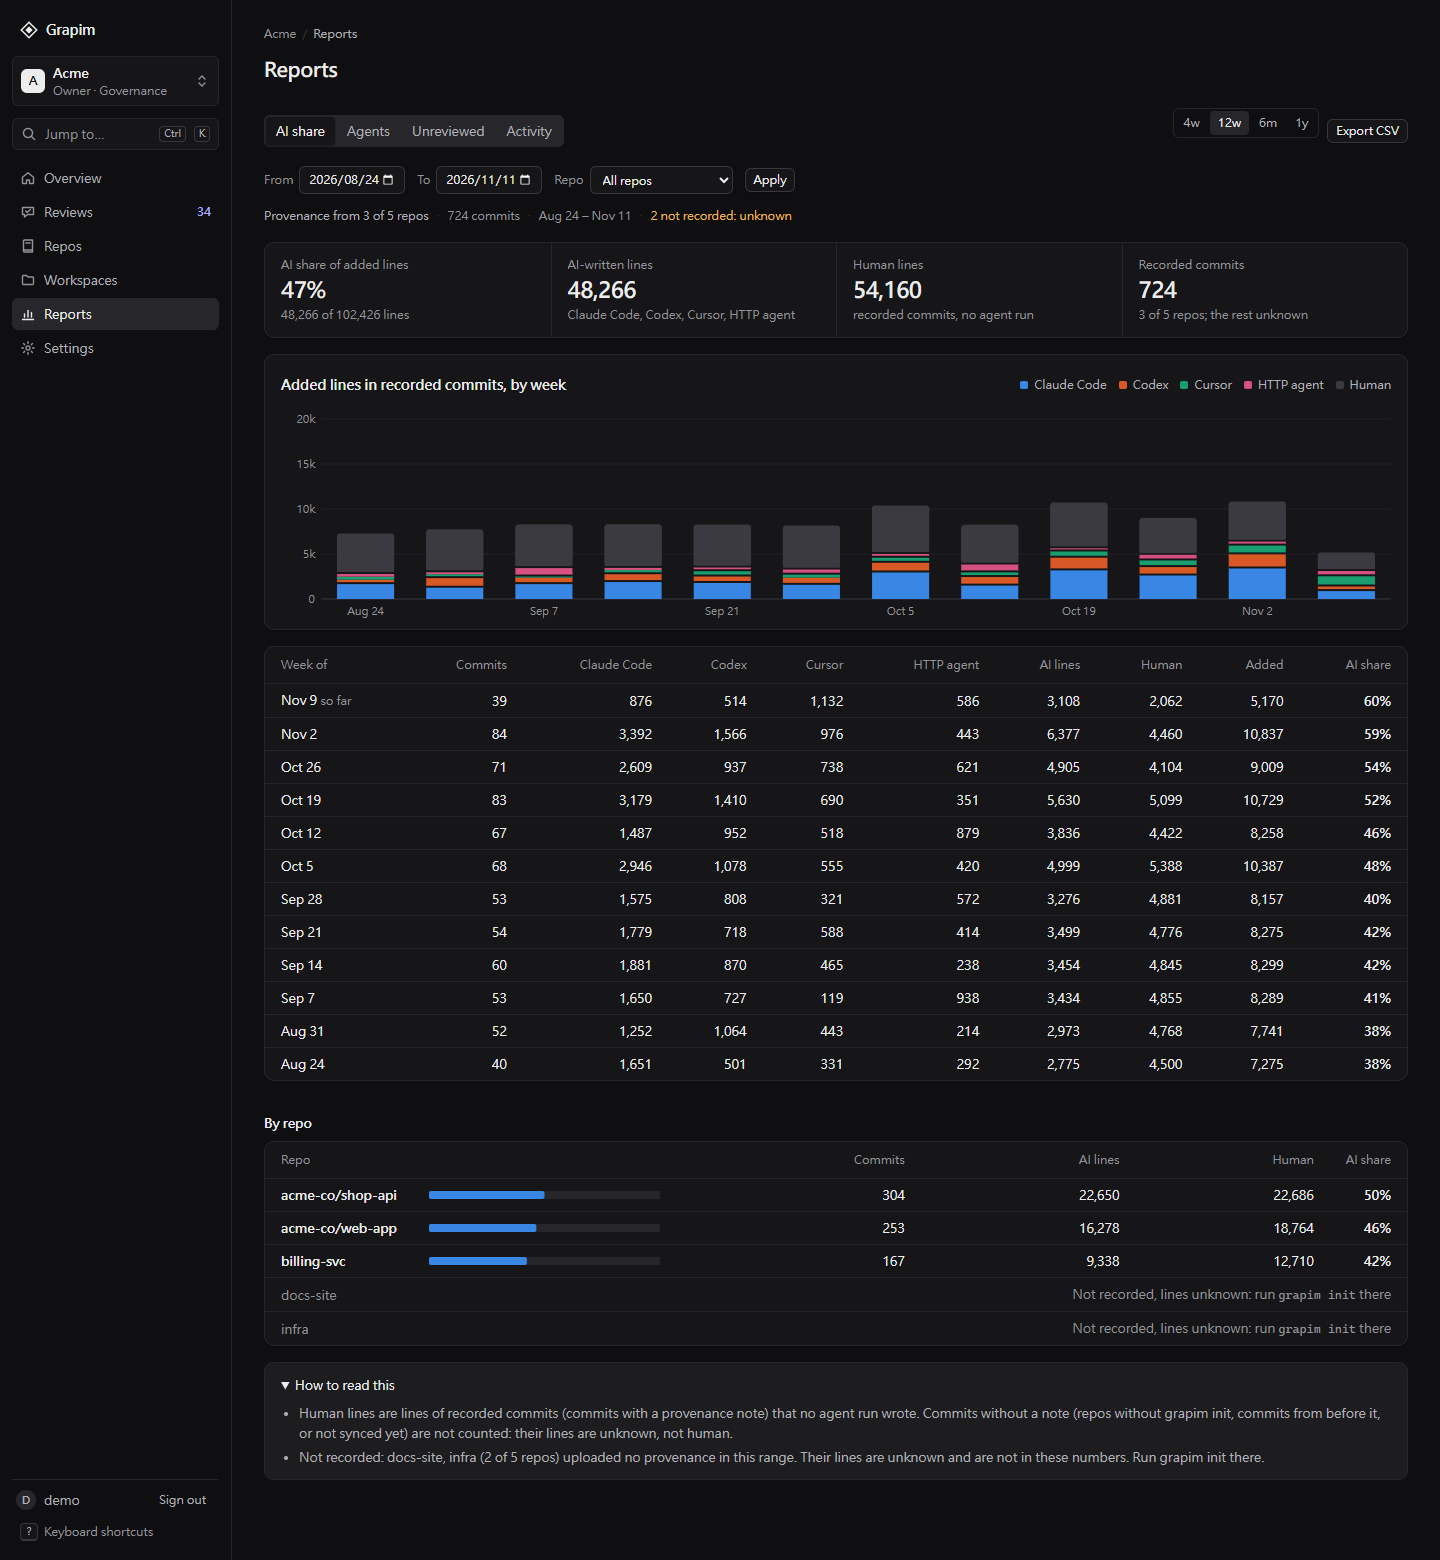 Grapim
A
Acme
Owner · Governance
Jump to...
Ctrl K
Overview
Reviews 34
Repos
Workspaces
Reports
Settings
D demo Sign out
? Keyboard shortcuts
Acme / Reports
Reports
AI share Agents Unreviewed Activity
4w 12w 6m 1y Export CSV
From 2026/08/24 To 2026/11/11 Repo All repos Apply
Provenance from 3 of 5 repos · 724 commits · Aug 24 – Nov 11 · 2 not recorded: unknown
AI share of added lines
47%
48,266 of 102,426 lines
AI-written lines
48,266
Claude Code, Codex, Cursor, HTTP agent
Human lines
54,160
recorded commits, no agent run
Recorded commits
724
3 of 5 repos; the rest unknown
Added lines in recorded commits, by week
Claude Code Codex Cursor HTTP agent Human
20k
15k
10k
5k
0
Aug 24 Sep 7 Sep 21 Oct 5 Oct 19 Nov 2
Week of Commits Claude Code Codex Cursor HTTP agent AI lines Human Added AI share
Nov 9 so far 39 876 514 1,132 586 3,108 2,062 5,170 60%
Nov 2 84 3,392 1,566 976 443 6,377 4,460 10,837 59%
Oct 26 71 2,609 937 738 621 4,905 4,104 9,009 54%
Oct 19 83 3,179 1,410 690 351 5,630 5,099 10,729 52%
Oct 12 67 1,487 952 518 879 3,836 4,422 8,258 46%
Oct 5 68 2,946 1,078 555 420 4,999 5,388 10,387 48%
Sep 28 53 1,575 808 321 572 3,276 4,881 8,157 40%
Sep 21 54 1,779 718 588 414 3,499 4,776 8,275 42%
Sep 14 60 1,881 870 465 238 3,454 4,845 8,299 42%
Sep 7 53 1,650 727 119 938 3,434 4,855 8,289 41%
Aug 31 52 1,252 1,064 443 214 2,973 4,768 7,741 38%
Aug 24 40 1,651 501 331 292 2,775 4,500 7,275 38%
By repo
Repo Commits AI lines Human AI share
acme-co/shop-api 304 22,650 22,686 50%
acme-co/web-app 253 16,278 18,764 46%
billing-svc 167 9,338 12,710 42%
docs-site Not recorded, lines unknown: run grapim init there
infra Not recorded, lines unknown: run grapim init there
▼ How to read this
• Human lines are lines of recorded commits (commits with a provenance note) that no agent run wrote. Commits without a note (repos without grapim init, commits from before it,
or not synced yet) are not counted: their lines are unknown, not human.
• Not recorded: docs-site, infra (2 of 5 repos) uploaded no provenance in this range. Their lines are unknown and are not in these numbers. Run grapim init there.